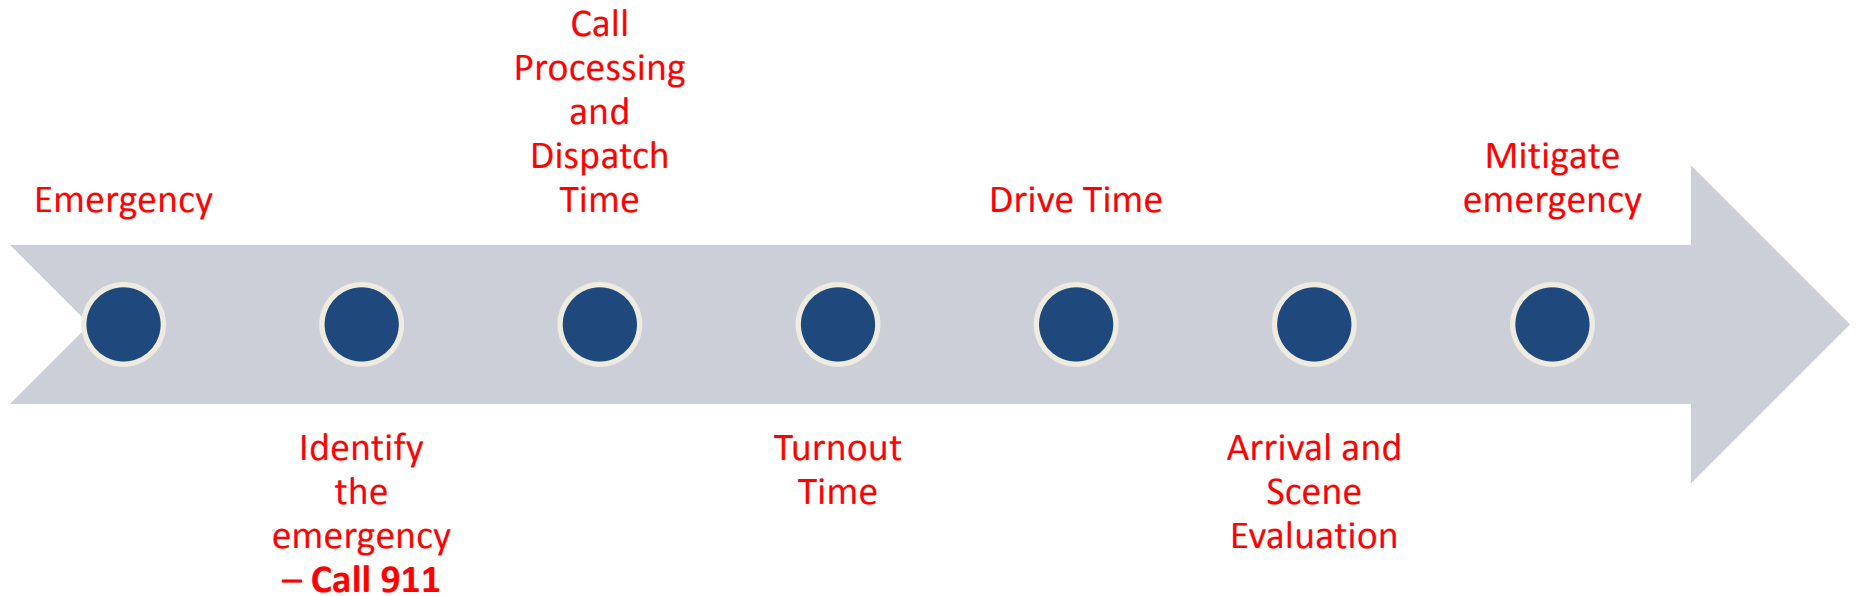 Emergency
Identify
the
emergency
– Call 911
Call
Processing
and
Dispatch
Time
Turnout
Time
Drive Time
Arrival and
Scene
Evaluation
Mitigate
emergency